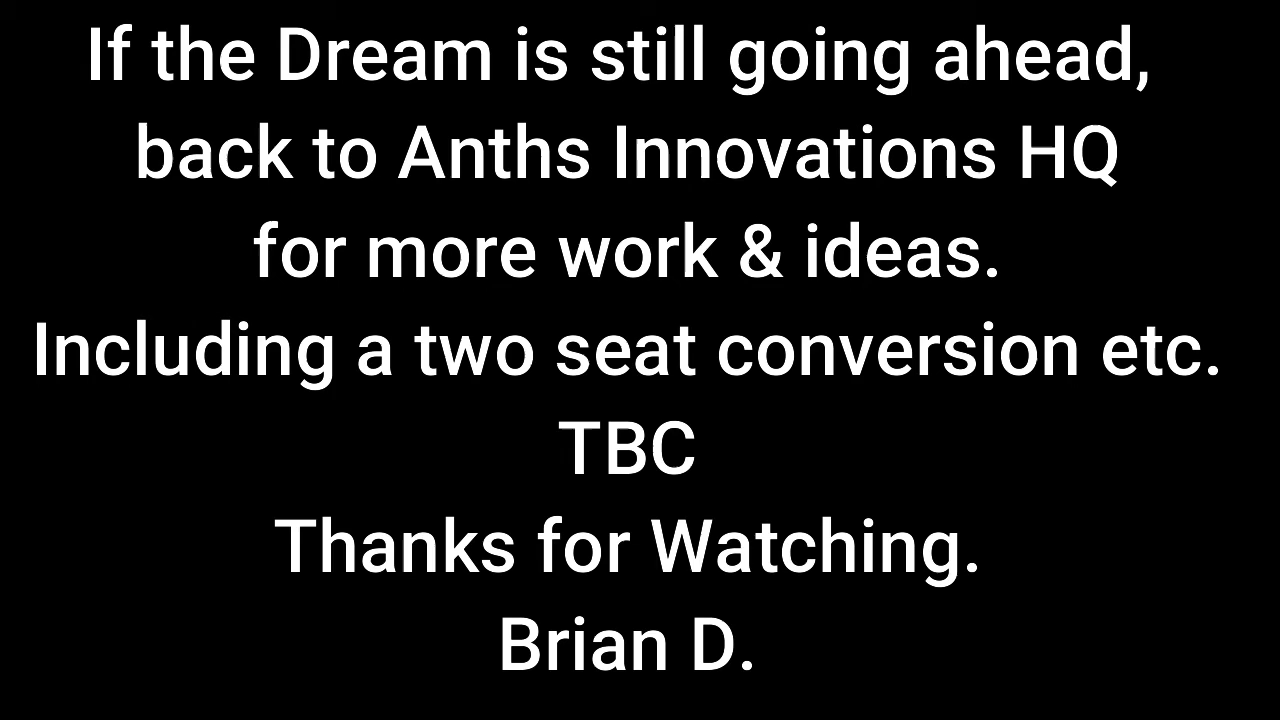 If the Dream is still going ahead,
back to Anths Innovations HQ
for more work & ideas.
Including a two seat conversion etc.
TBC
Thanks for Watching.
Brian D.